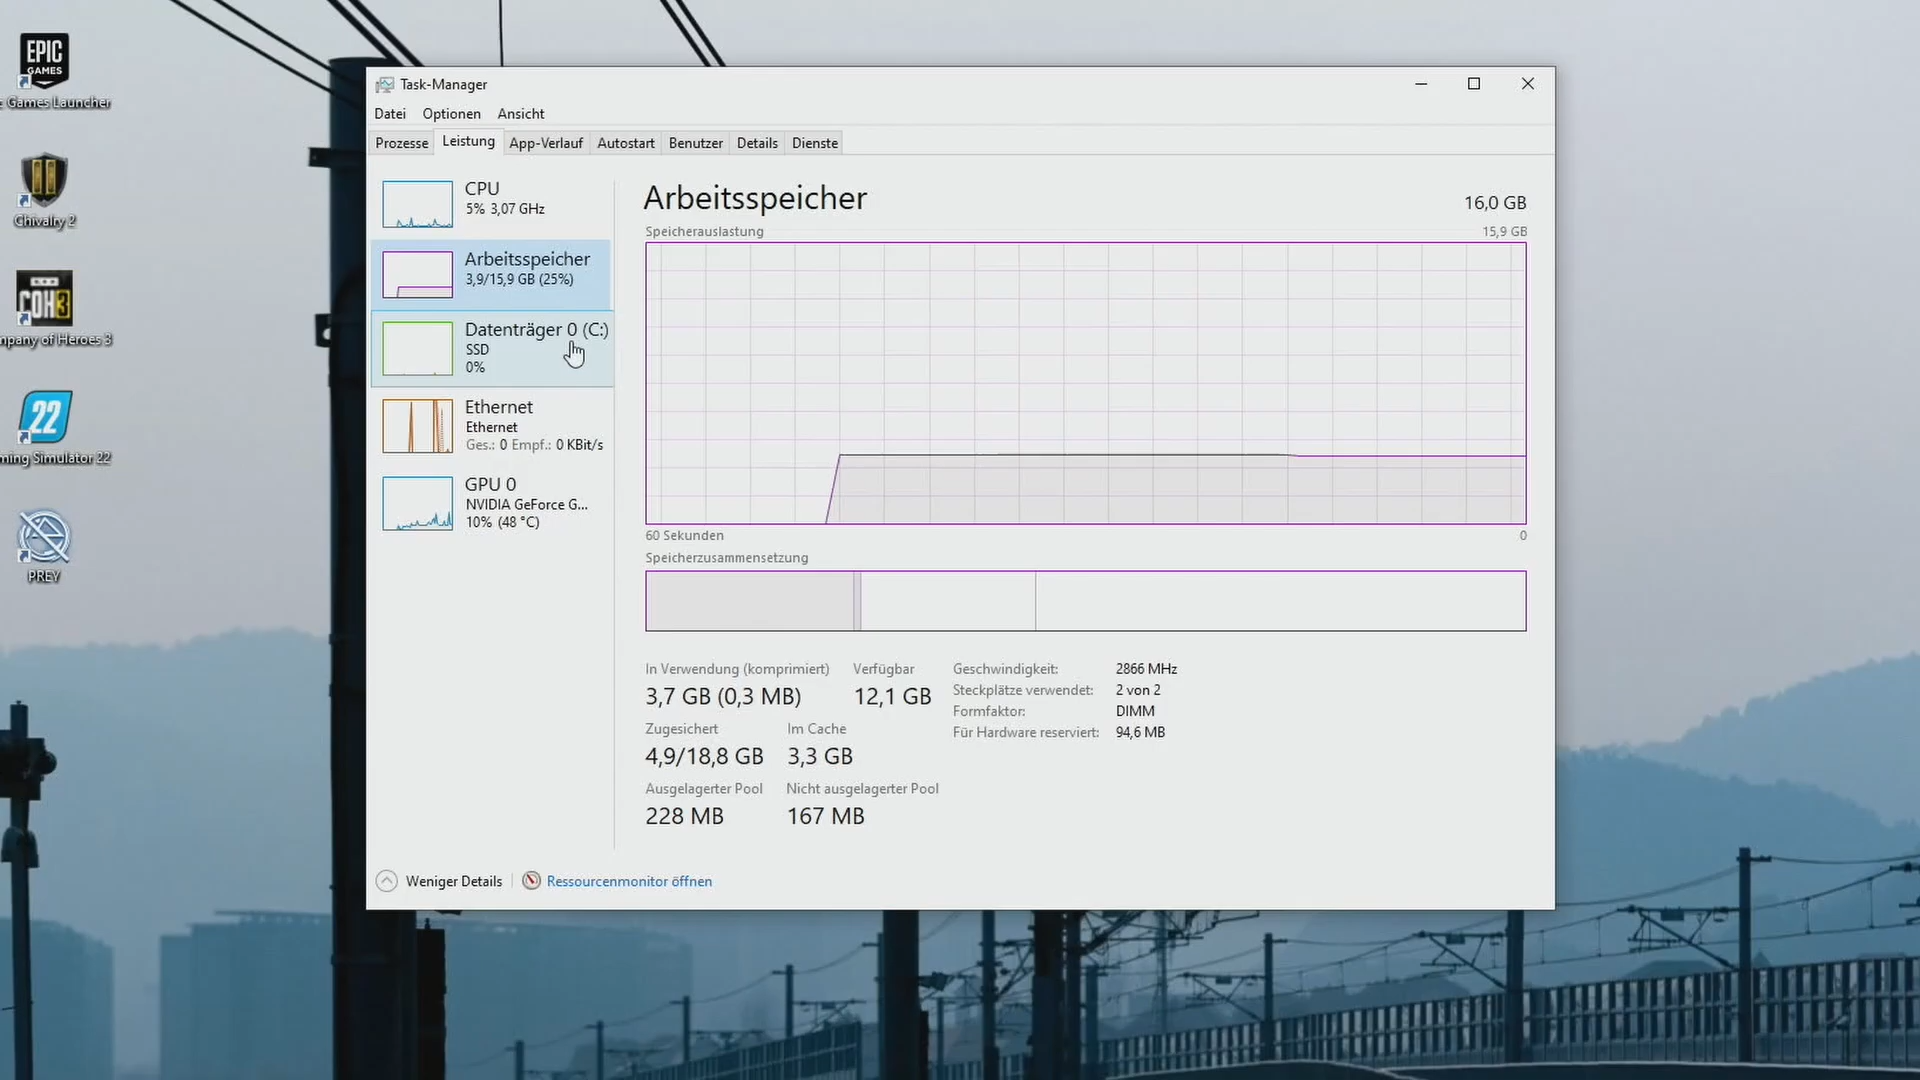 EPIC
GAMES
Games Launcher
Chivalry 2
COH3
mpany of Heroes 3
22
ming Simulator 22
PREY
Task-Manager
Datei Optionen Ansicht
Prozesse Leistung App-Verlauf Autostart Benutzer Details Dienste
CPU
5% 3,07 GHz
Arbeitsspeicher
3,9/15,9 GB (25%)
Datenträger 0 (C:)
SSD
0%
Ethernet
Ethernet
Ges.: 0 Empf.: 0 KBit/s
GPU 0
NVIDIA GeForce G...
10% (48 °C)
Arbeitsspeicher 16,0 GB
Speicherauslastung 15,9 GB
60 Sekunden 0
Speicherzusammensetzung
In Verwendung (komprimiert) Verfügbar
3,7 GB (0,3 MB) 12,1 GB
Zugesichert Im Cache
4,9/18,8 GB 3,3 GB
Ausgelagerter Pool Nicht ausgelagerter Pool
228 MB 167 MB
Geschwindigkeit: 2866 MHz
Steckplätze verwendet: 2 von 2
Formfaktor: DIMM
Für Hardware reserviert: 94,6 MB
Weniger Details Ressourcenmonitor öffnen